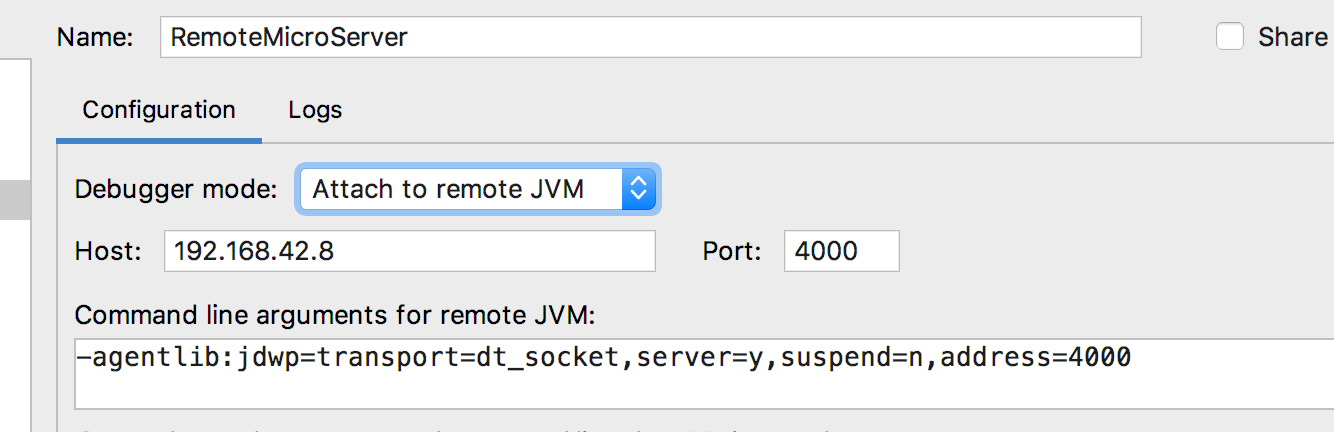 Name: RemoteMicroServer Share
Configuration Logs
Debugger mode: Attach to remote JVM
Host: 192.168.42.8 Port: 4000
Command line arguments for remote JVM:
-agentlib:jdwp=transport=dt_socket,server=y,suspend=n,address=4000